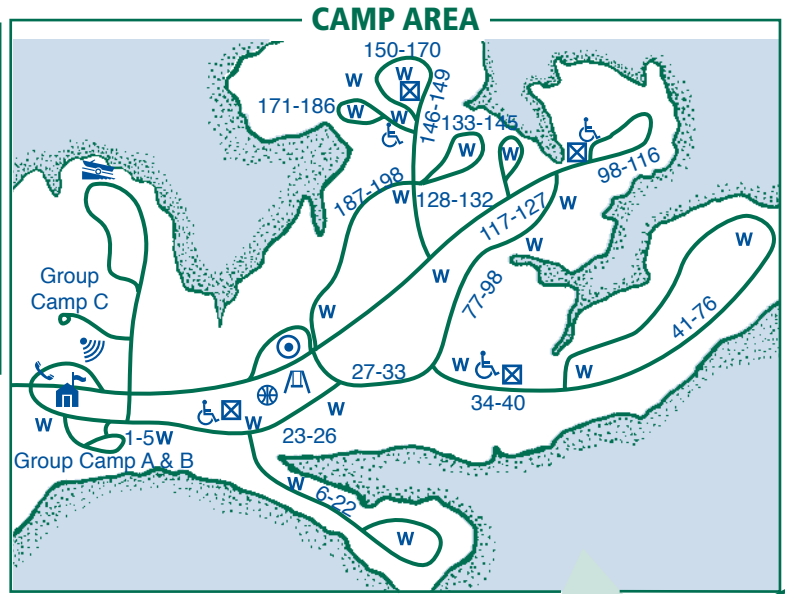 CAMP AREA
150-170
W
W
171-186
W
W
146-149
133-145
W
W
98-116
187-198
W
128-132
117-127
W
W
W
W
77-98
Group
Camp C
W
41-76
27-33
W
W
34-40
W
W
W
1-5W
23-26
Group Camp A & B
W
6-22
W